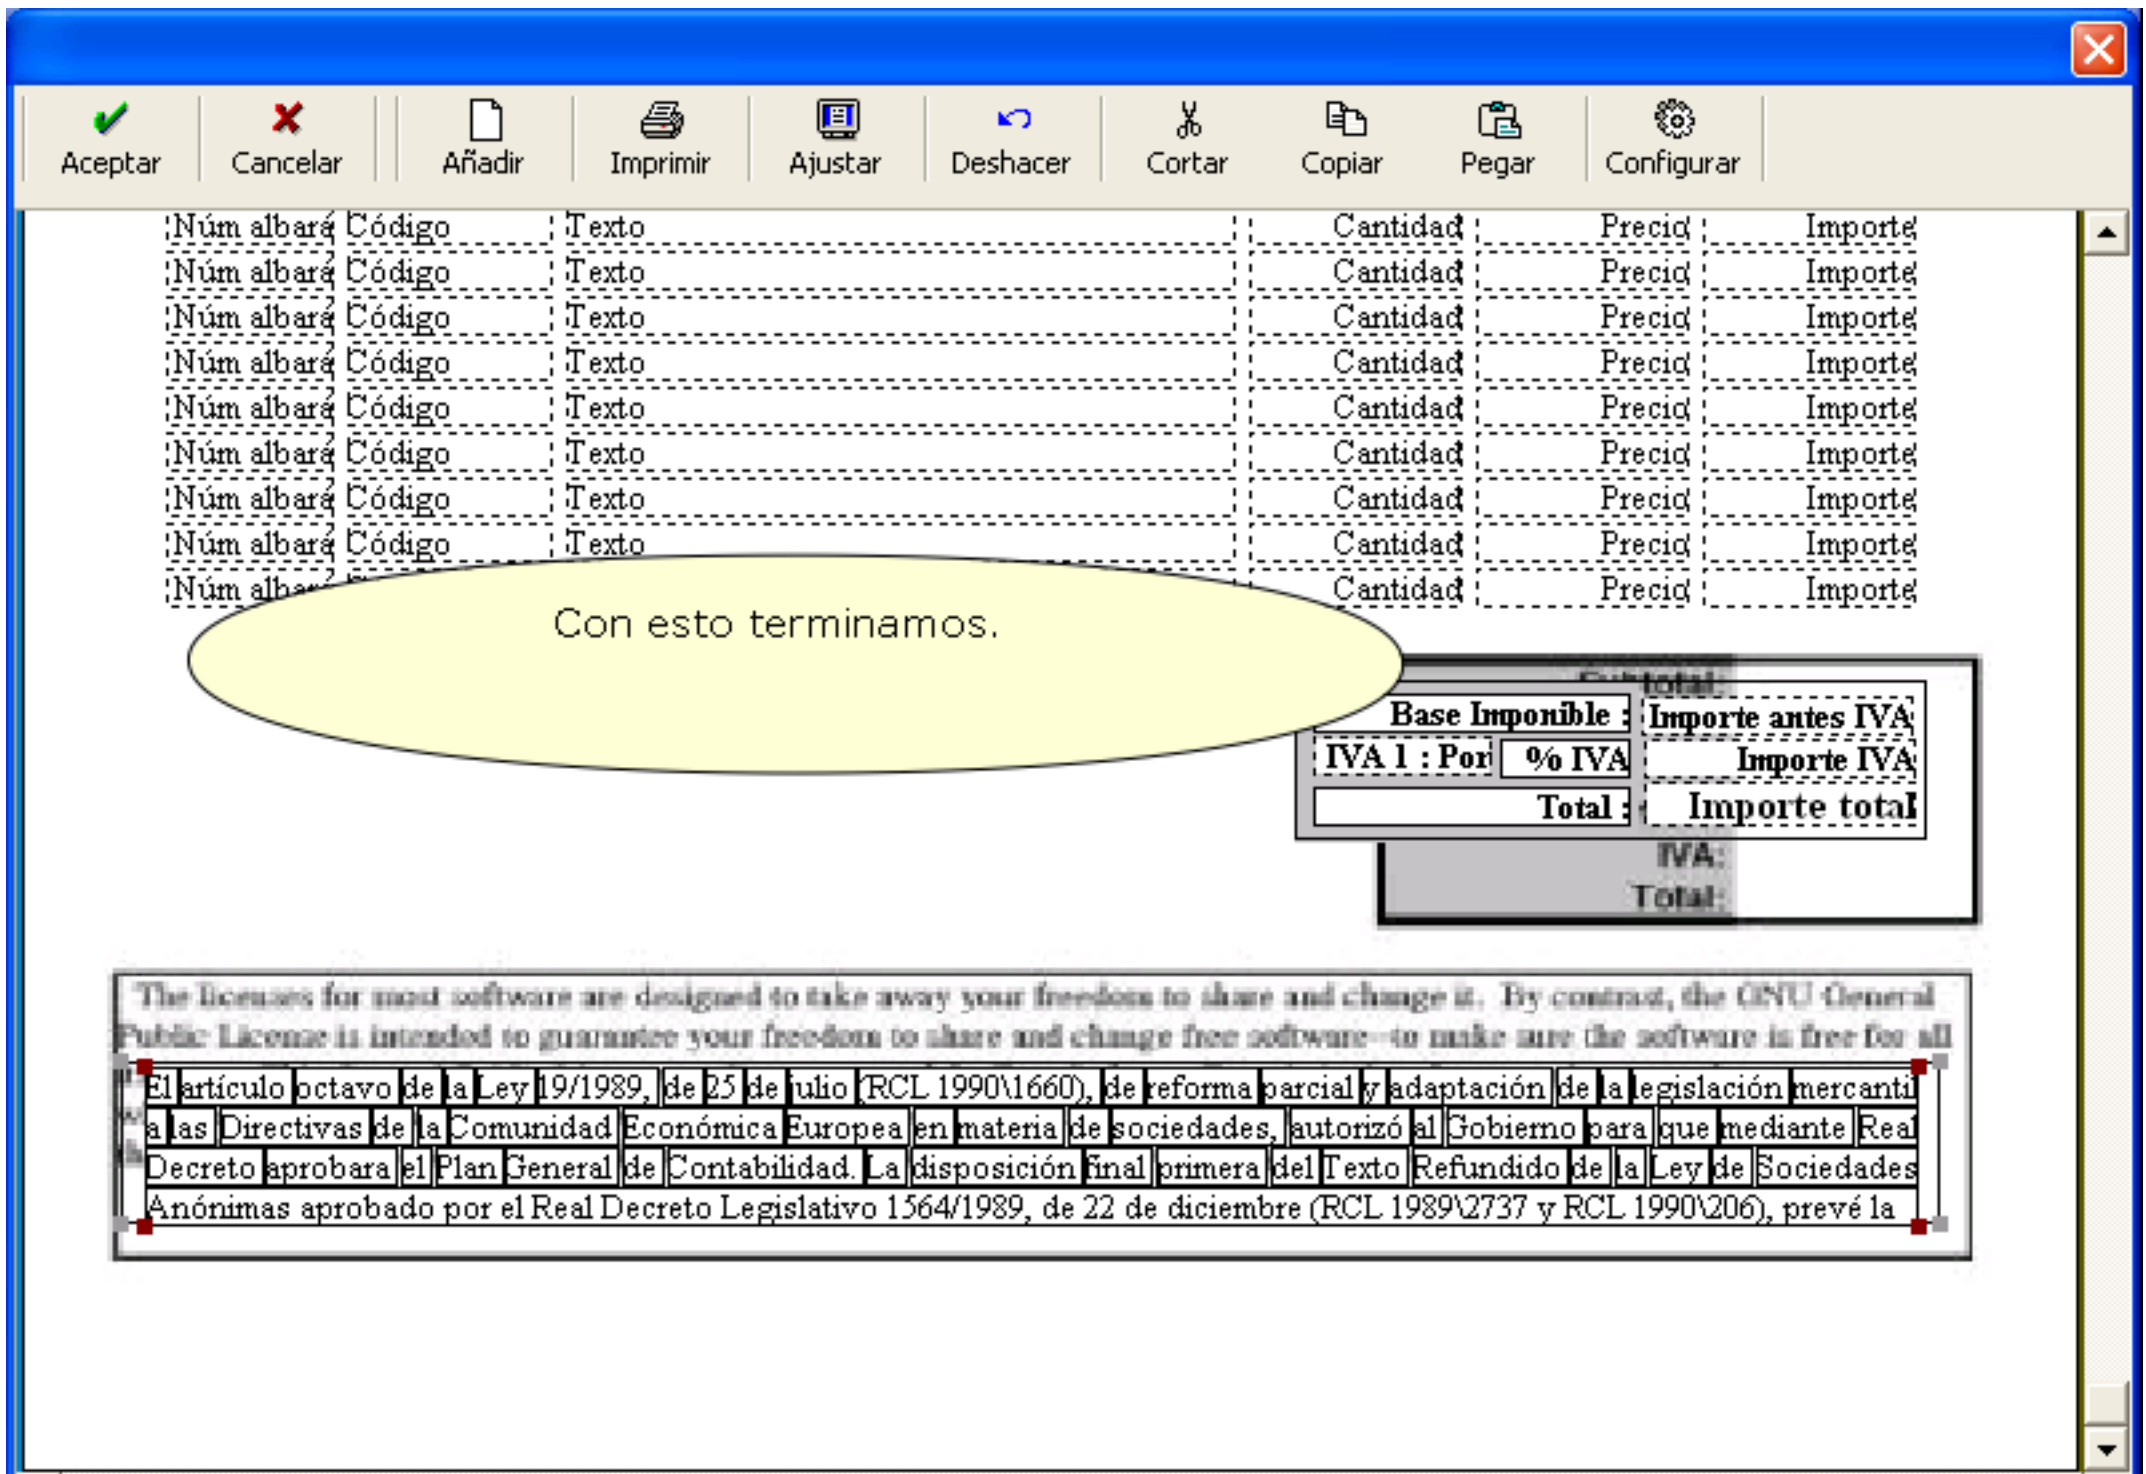 Aceptar Cancelar Añadir Imprimir Ajustar Deshacer Cortar Copiar Pegar Configurar
Núm albará Código Texto Cantidad Precio Importe
Núm albará Código Texto Cantidad Precio Importe
Núm albará Código Texto Cantidad Precio Importe
Núm albará Código Texto Cantidad Precio Importe
Núm albará Código Texto Cantidad Precio Importe
Núm albará Código Texto Cantidad Precio Importe
Núm albará Código Texto Cantidad Precio Importe
Núm albará Código Texto Cantidad Precio Importe
Núm Cantidad Precio Importe
Con esto terminamos.
Subtotal:
Base Imponible : Importe antes IVA
IVA 1 : Por % IVA Importe IVA
Total : Importe total
IVA:
Total:
The licenses for most software are designed to take away your freedom to share and change it. By contrast, the GNU General
Public License is intended to guarantee your freedom to share and change free software--to make sure the software is free for all
El artículo octavo de la Ley 19/1989, de 25 de julio (RCL 1990\1660), de reforma parcial y adaptación de la legislación mercantil
a las Directivas de la Comunidad Económica Europea en materia de sociedades, autorizó al Gobierno para que mediante Real
Decreto aprobara el Plan General de Contabilidad. La disposición final primera del Texto Refundido de la Ley de Sociedades
Anónimas aprobado por el Real Decreto Legislativo 1564/1989, de 22 de diciembre (RCL 1989\2737 y RCL 1990\206), prevé la